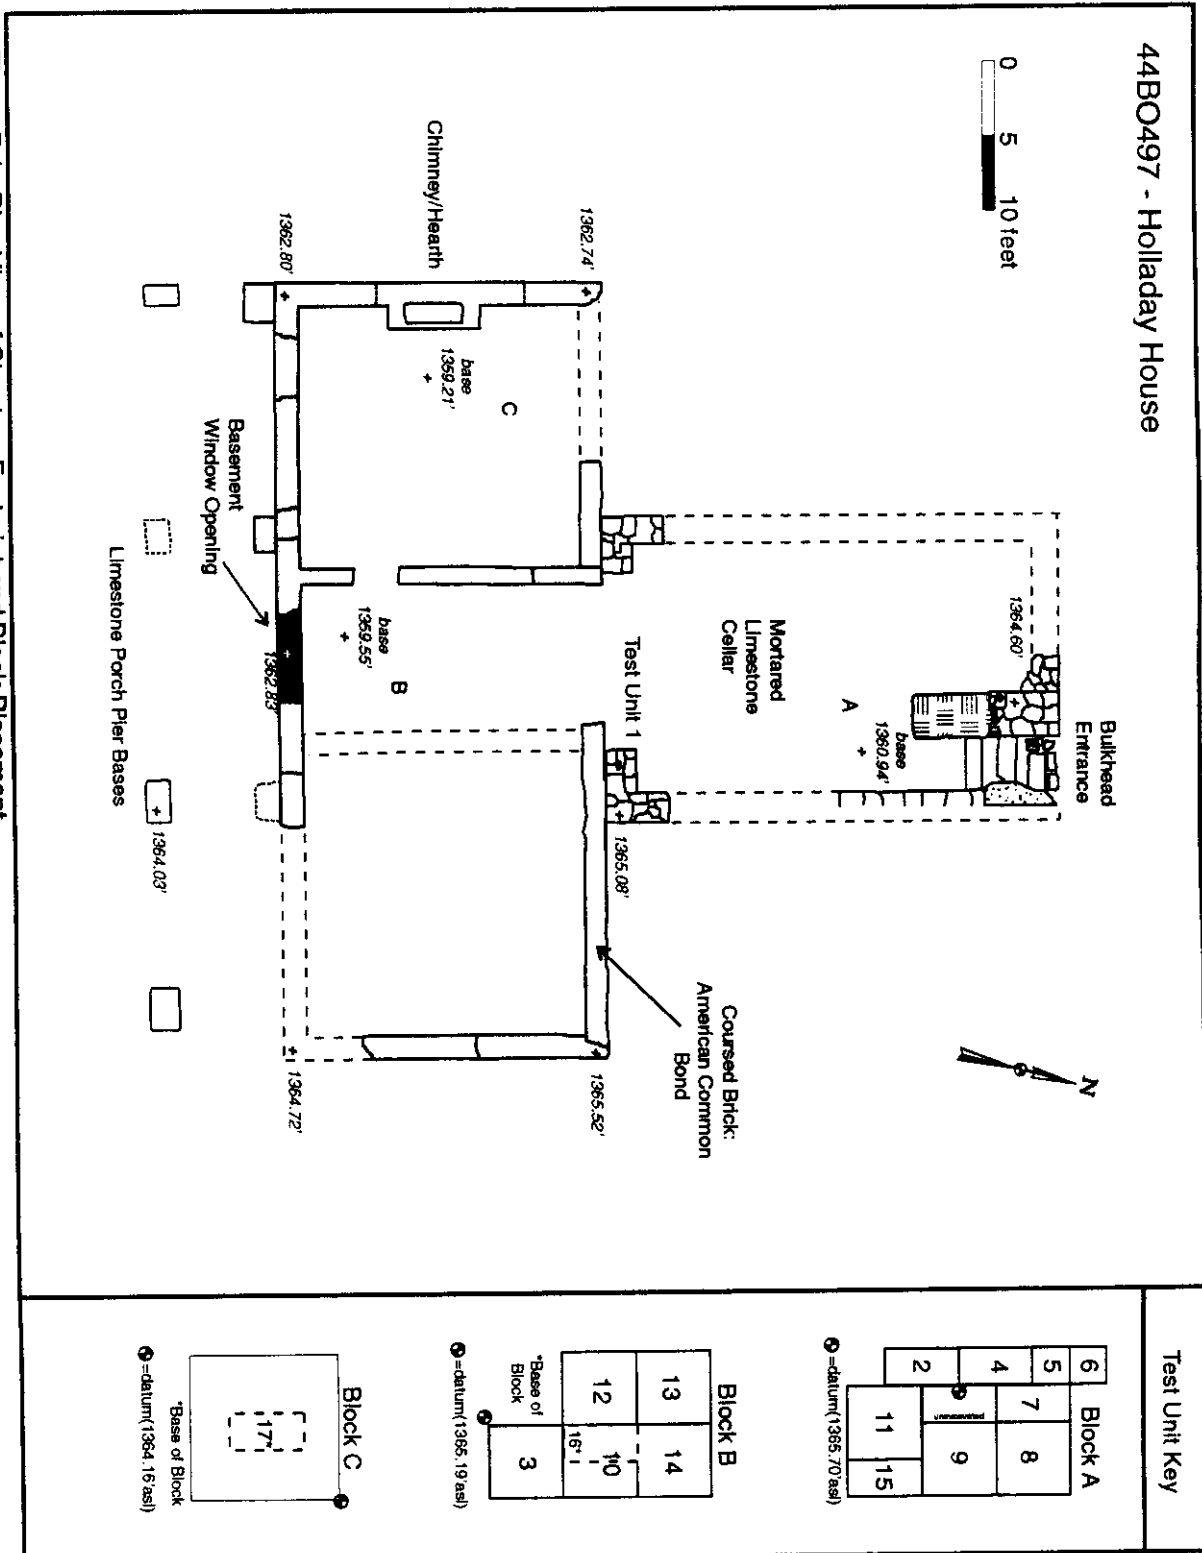 44BO497 - Holladay House
0 5 10 feet
N
Bulkhead
Entrance
1364.60'
A
base
1360.94'
Mortared
Limestone
Cellar
Test Unit 1
1365.08'
Coursed Brick:
American Common
Bond
1362.74'
Chimney/Hearth
1362.80'
base
1359.21'
C
base
1359.55'
B
1362.83
Basement
Window Opening
1365.52'
1364.72'
Limestone Porch Pier Bases
1364.03'
Test Unit Key
Block A
6
5
4
2
7
8
unexcavated
9
11
15
=datum(1365.70'asl)
Block B
13
14
12
10
16*
3
*Base of
Block
=datum(1365.19'asl)
Block C
17*
*Base of Block
=datum(1364.16'asl)